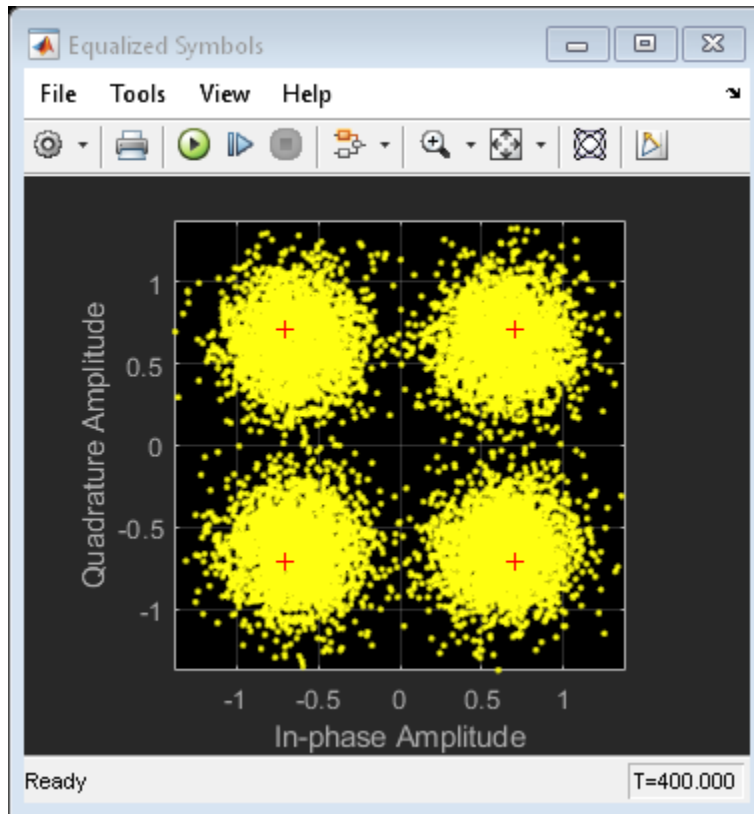 Equalized Symbols
File Tools View Help
1
0.5
0
-0.5
-1
Quadrature Amplitude
-1 -0.5 0 0.5 1
In-phase Amplitude
Ready T=400.000